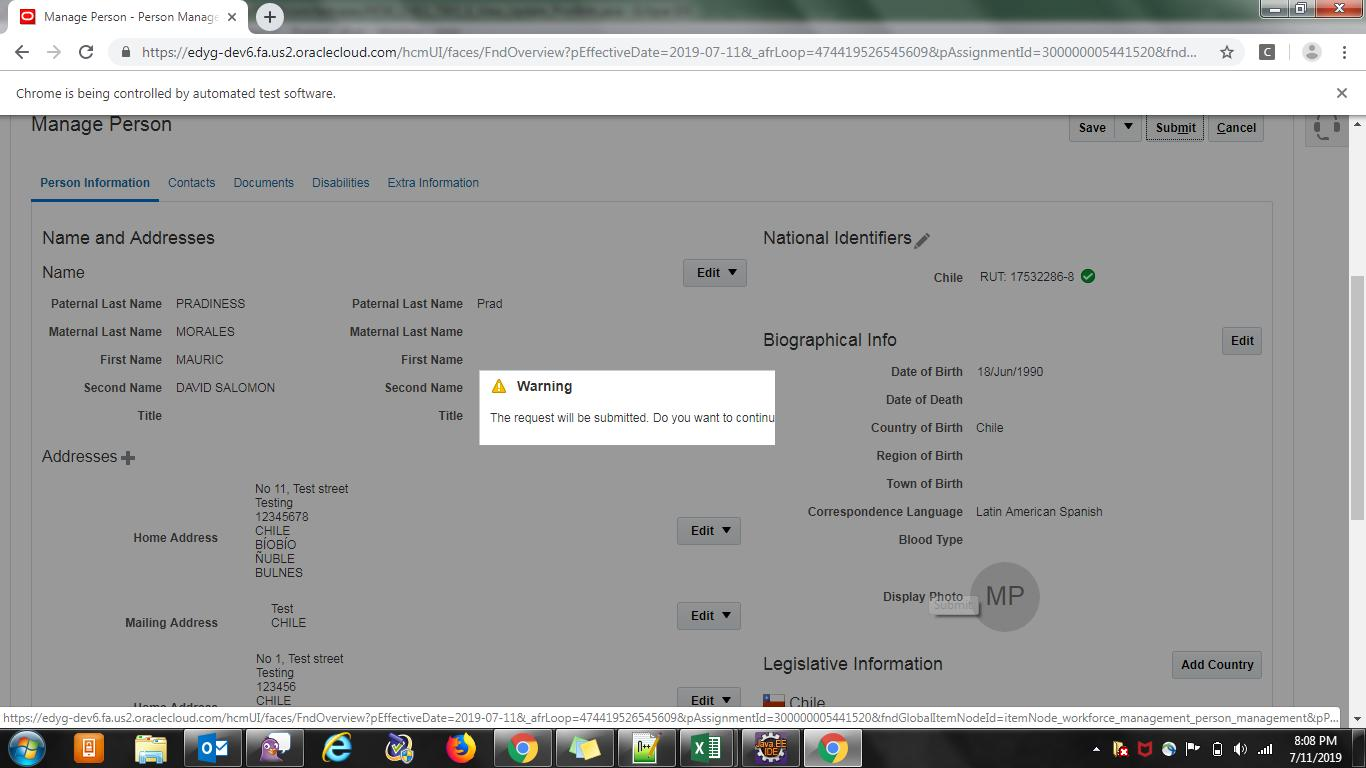 Manage Person - Person Manage
https://edyg-dev6.fa.us2.oraclecloud.com/hcmUI/faces/FndOverview?pEffectiveDate=2019-07-11&_afrLoop=474419526545609&pAssignmentId=300000005441520&fnd...
C
Chrome is being controlled by automated test software.
Manage Person
Save Submit Cancel
Person Information Contacts Documents Disabilities Extra Information
Name and Addresses
National Identifiers
Name Edit
Chile RUT: 17532286-8
Paternal Last Name PRADINESS Paternal Last Name Prad
Maternal Last Name MORALES Maternal Last Name
First Name MAURIC First Name
Second Name DAVID SALOMON Second Name
Title Title
Biographical Info Edit
Date of Birth 18/Jun/1990
Date of Death
Country of Birth Chile
Region of Birth
Town of Birth
Correspondence Language Latin American Spanish
Blood Type
Display Photo MP
Submit
Warning
The request will be submitted. Do you want to continu
Addresses
No 11, Test street
Testing
12345678
CHILE
BÍOBÍO
ÑUBLE
BULNES
Home Address Edit
Test
CHILE
Mailing Address Edit
No 1, Test street
Testing
123456
CHILE
Home Address Edit
Legislative Information Add Country
Chile
https://edyg-dev6.fa.us2.oraclecloud.com/hcmUI/faces/FndOverview?pEffectiveDate=2019-07-11&_afrLoop=474419526545609&pAssignmentId=300000005441520&fndGlobalItemNodeId=itemNode_workforce_management_person_management&pP...
Java EE
IDE
8:08 PM
7/11/2019